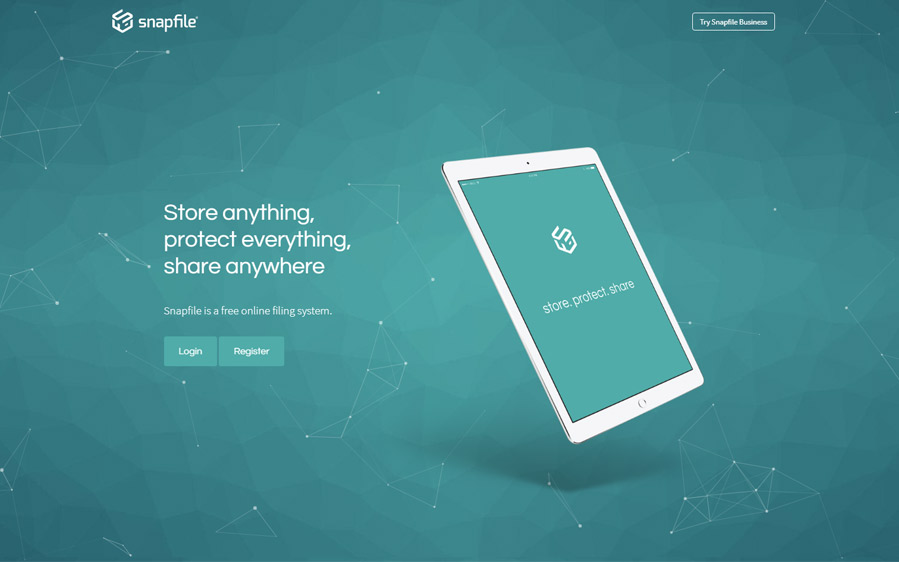 snapfile
Try Snapfile Business
Store anything,
protect everything,
share anywhere
Snapfile is a free online filing system.
Login
Register
store. protect. share